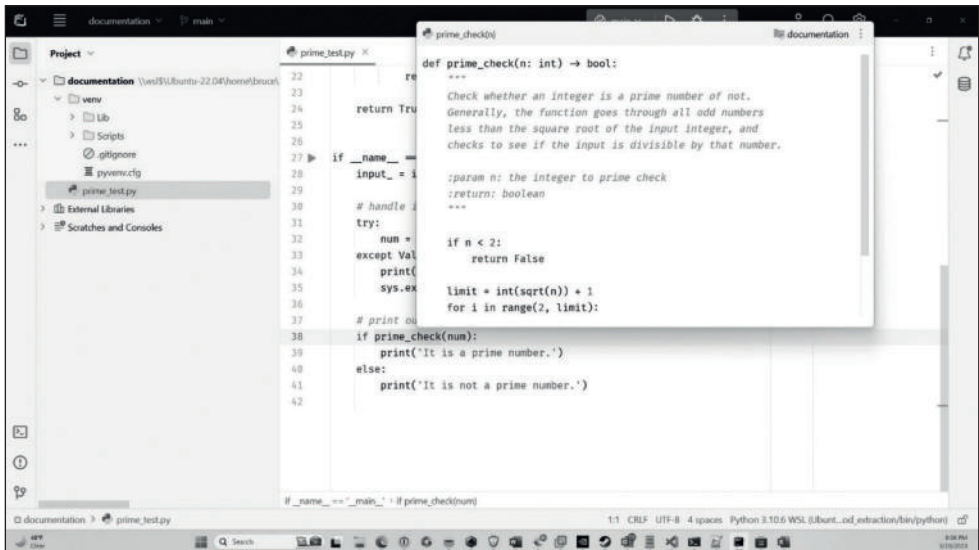 documentation
main
Project
documentation \\wsl$\Ubuntu-22.04\home\bruce\
venv
Lib
Scripts
.gitignore
pyvenv.cfg
prime_test.py
External Libraries
Scratches and Consoles
prime_test.py
22 re
23
24 return Tru
25
26
27 if __name__ =
28 input_ = i
29
30 # handle i
31 try:
32 num =
33 except Val
34 print(
35 sys.ex
36
37 # print ou
38 if prime_check(num):
39 print('It is a prime number.')
40 else:
41 print('It is not a prime number.')
42
prime_check(n)
documentation
def prime_check(n: int) → bool:
"""
Check whether an integer is a prime number of not.
Generally, the function goes through all odd numbers
less than the square root of the input integer, and
checks to see if the input is divisible by that number.
:param n: the integer to prime check
:return: boolean
"""
if n < 2:
return False
limit = int(sqrt(n)) + 1
for i in range(2, limit):
if __name__ == '__main__' › if prime_check(num)
documentation > prime_test.py
1:1 CRLF UTF-8 4 spaces Python 3.10.6 WSL (Ubunt...od_extraction/bin/python)
Search